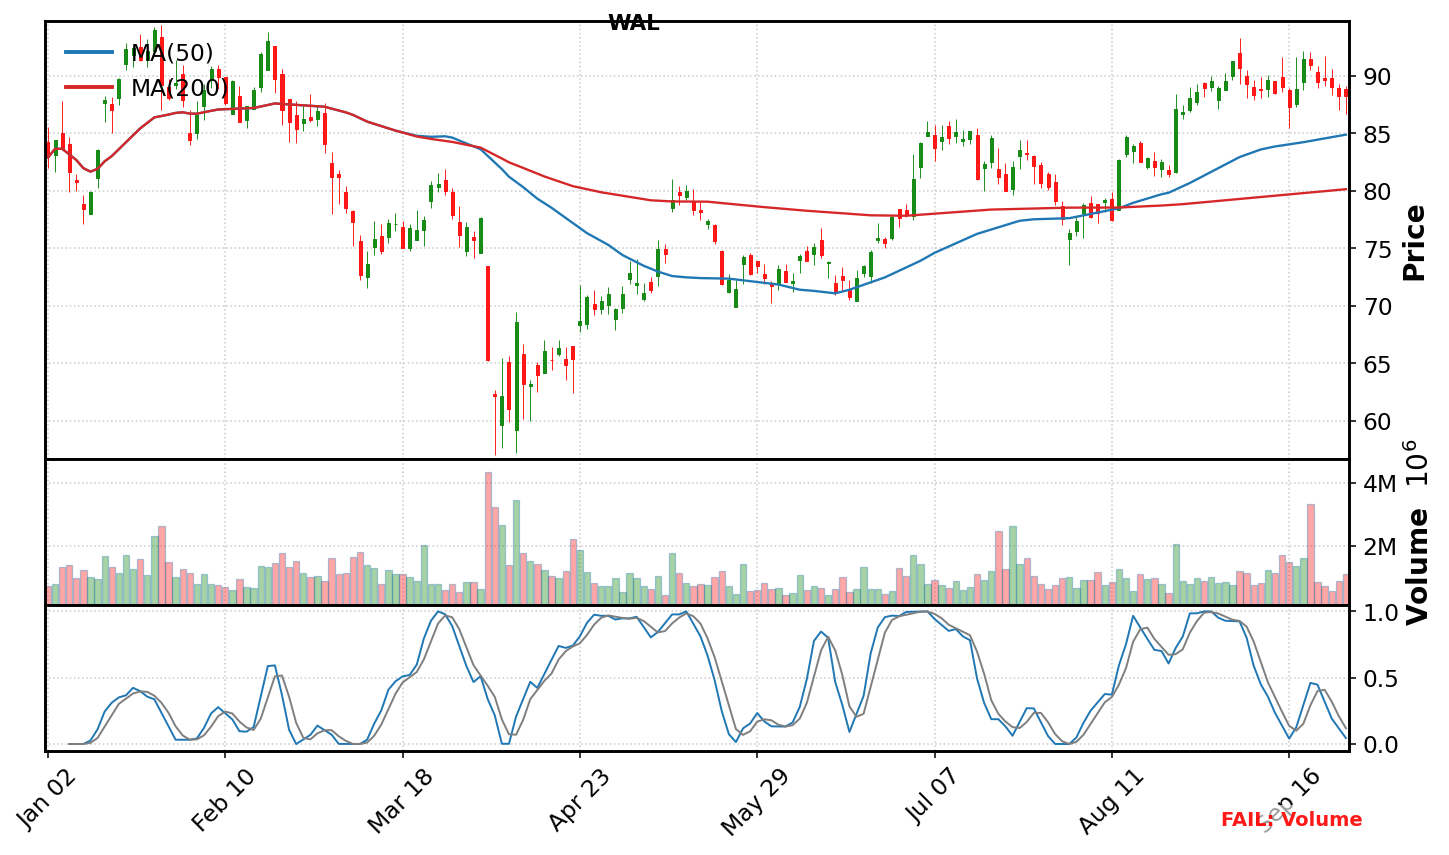 WAL
MA(50)
MA(200)
90
85
80
75
70
65
60
Price
4M
2M
Volume 10^6
1.0
0.5
0.0
Jan 02
Feb 10
Mar 18
Apr 23
May 29
Jul 07
Aug 11
Sep 16
FAIL: Volume